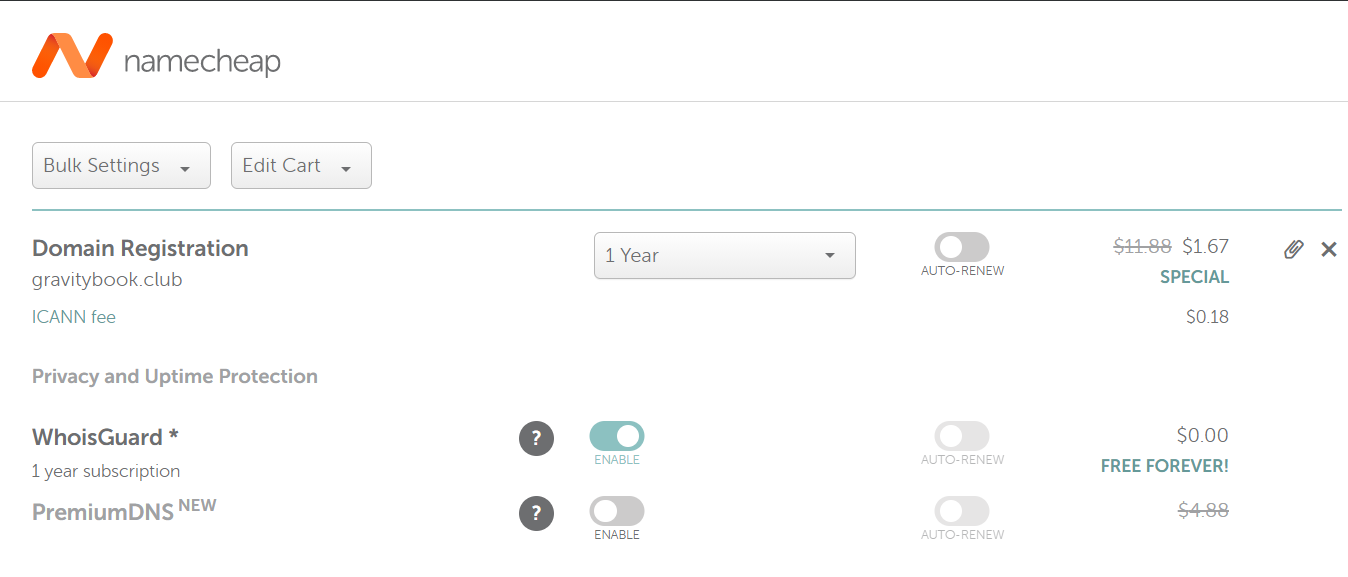 namecheap
Bulk Settings Edit Cart
Domain Registration 1 Year $11.88 $1.67
gravitybook.club AUTO-RENEW SPECIAL
ICANN fee $0.18
Privacy and Uptime Protection
WhoisGuard * ? $0.00
1 year subscription ENABLE AUTO-RENEW FREE FOREVER!
PremiumDNS NEW ? $4.88
ENABLE AUTO-RENEW